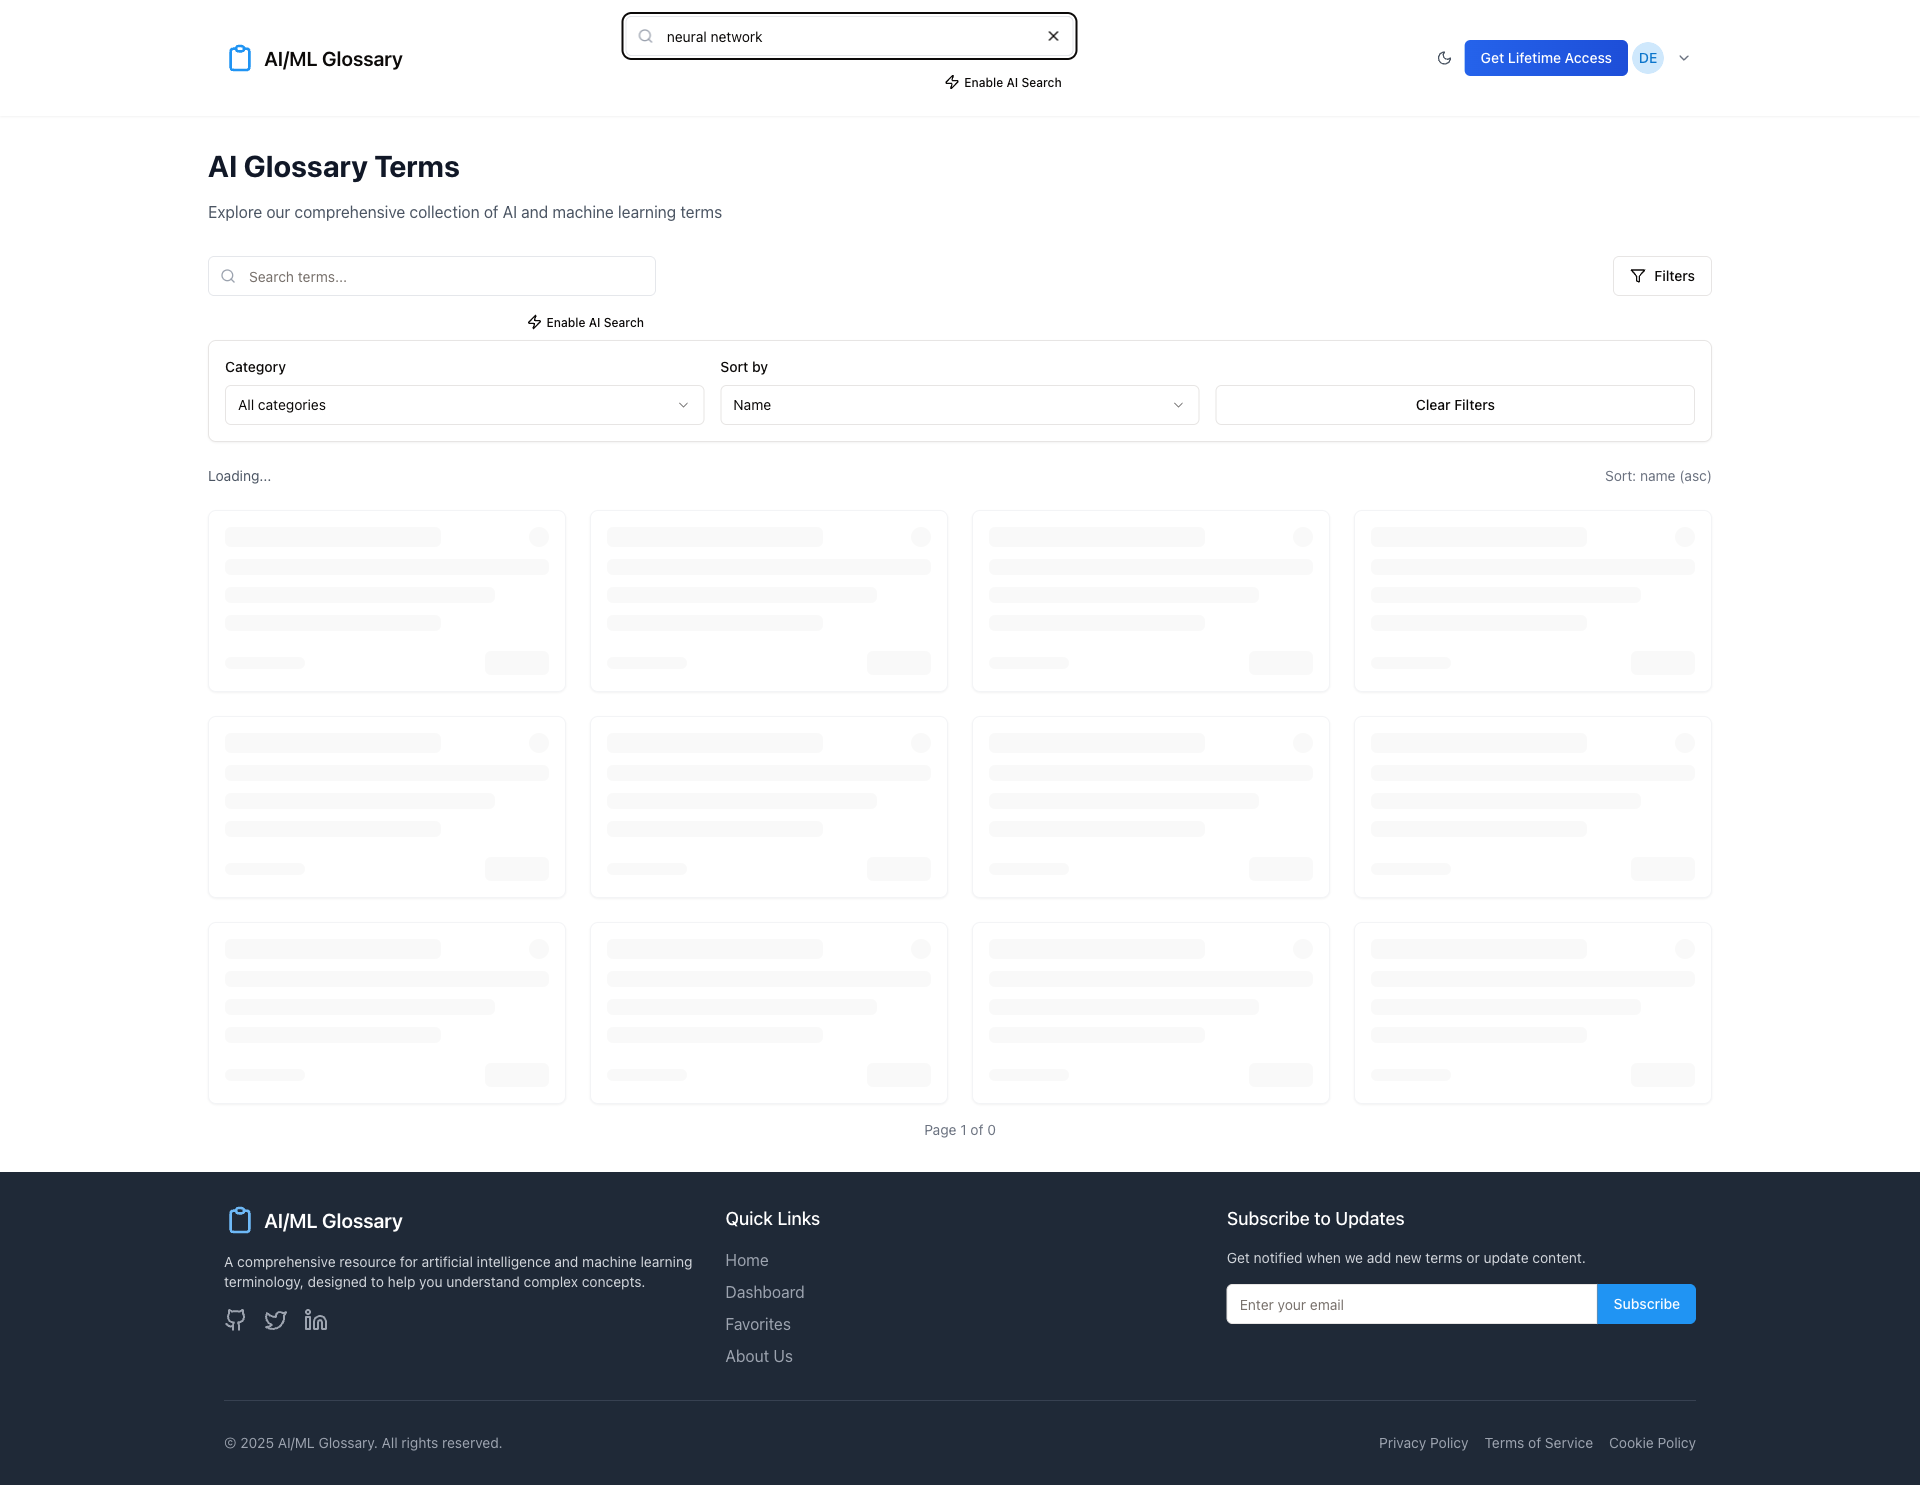 AI/ML Glossary
neural network
Enable AI Search
Get Lifetime Access
DE
AI Glossary Terms
Explore our comprehensive collection of AI and machine learning terms
Search terms...
Filters
Enable AI Search
Category
Sort by
All categories
Name
Clear Filters
Loading...
Sort: name (asc)
Page 1 of 0
AI/ML Glossary
A comprehensive resource for artificial intelligence and machine learning
terminology, designed to help you understand complex concepts.
Quick Links
Home
Dashboard
Favorites
About Us
Subscribe to Updates
Get notified when we add new terms or update content.
Enter your email
Subscribe
© 2025 AI/ML Glossary. All rights reserved.
Privacy Policy
Terms of Service
Cookie Policy